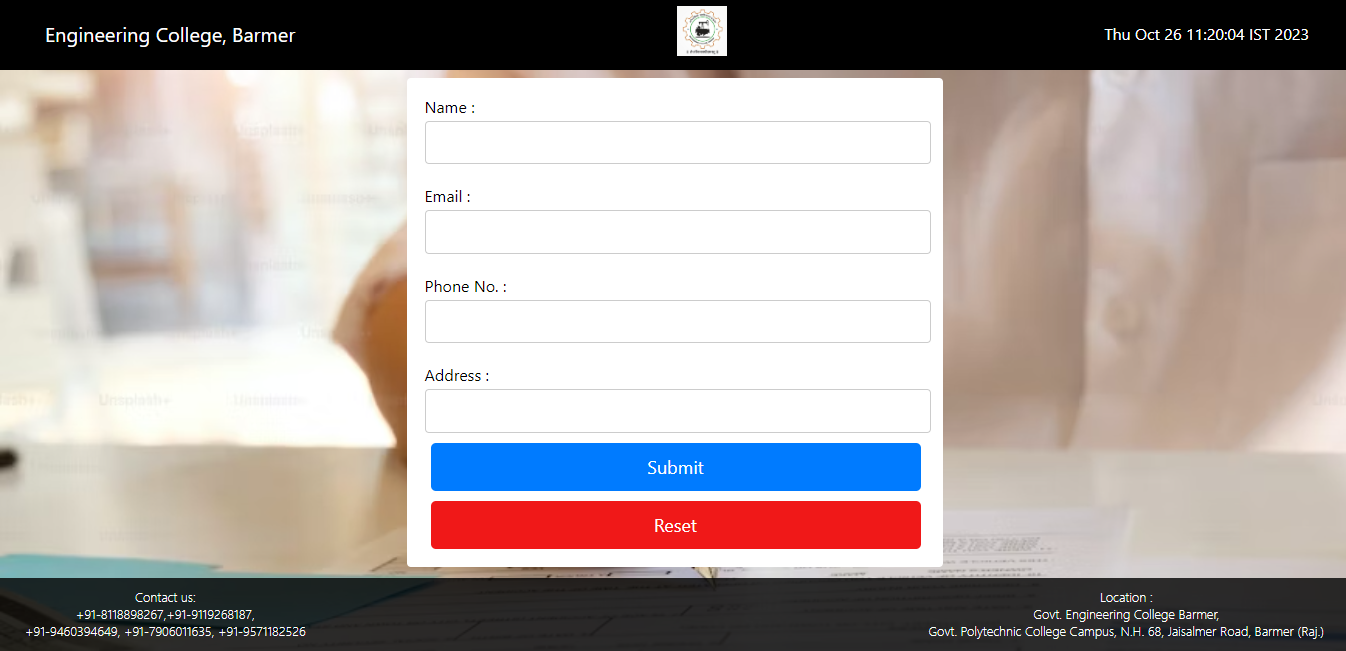 Engineering College, Barmer
Thu Oct 26 11:20:04 IST 2023
Name :
Email :
Phone No. :
Address :
Submit
Reset
Contact us:
+91-8118898267,+91-9119268187,
+91-9460394649, +91-7906011635, +91-9571182526
Location :
Govt. Engineering College Barmer,
Govt. Polytechnic College Campus, N.H. 68, Jaisalmer Road, Barmer (Raj.)